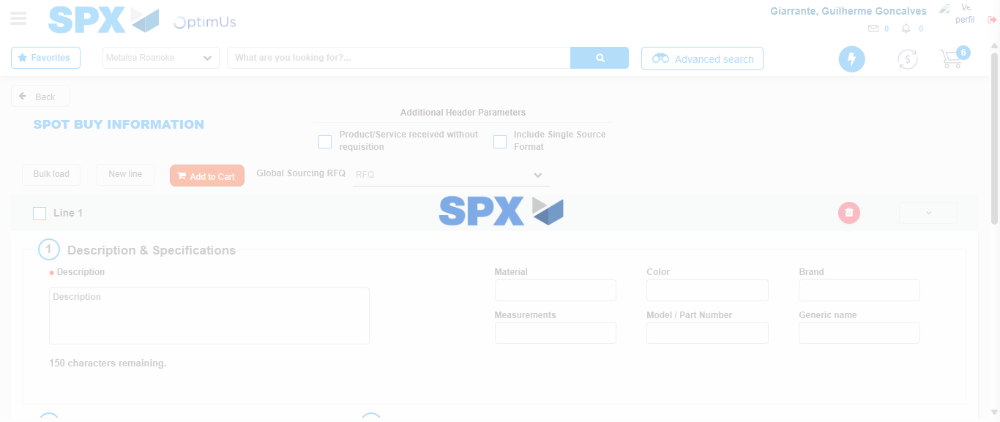 SPX
OptimUs
Giarrante, Guilherme Goncalves
Ve
perfil
0
0
Favorites
Metalsa Roanoke
What are you looking for?...
Advanced search
$
6
Back
SPOT BUY INFORMATION
Additional Header Parameters
Product/Service received without
requisition
Include Single Source
Format
Bulk load
New line
Add to Cart
Global Sourcing RFQ
RFQ
SPX
Line 1
1
Description & Specifications
* Description
Description
150 characters remaining.
Material
Color
Brand
Measurements
Model / Part Number
Generic name